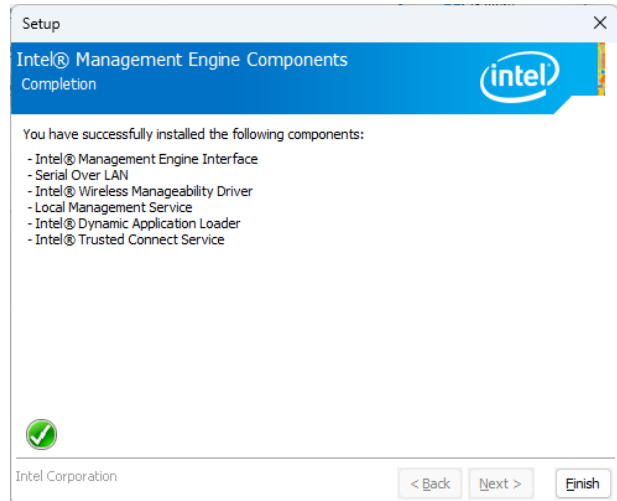 Setup
Intel® Management Engine Components
Completion
intel
You have successfully installed the following components:
- Intel® Management Engine Interface
- Serial Over LAN
- Intel® Wireless Manageability Driver
- Local Management Service
- Intel® Dynamic Application Loader
- Intel® Trusted Connect Service
Intel Corporation
< Back Next > Finish